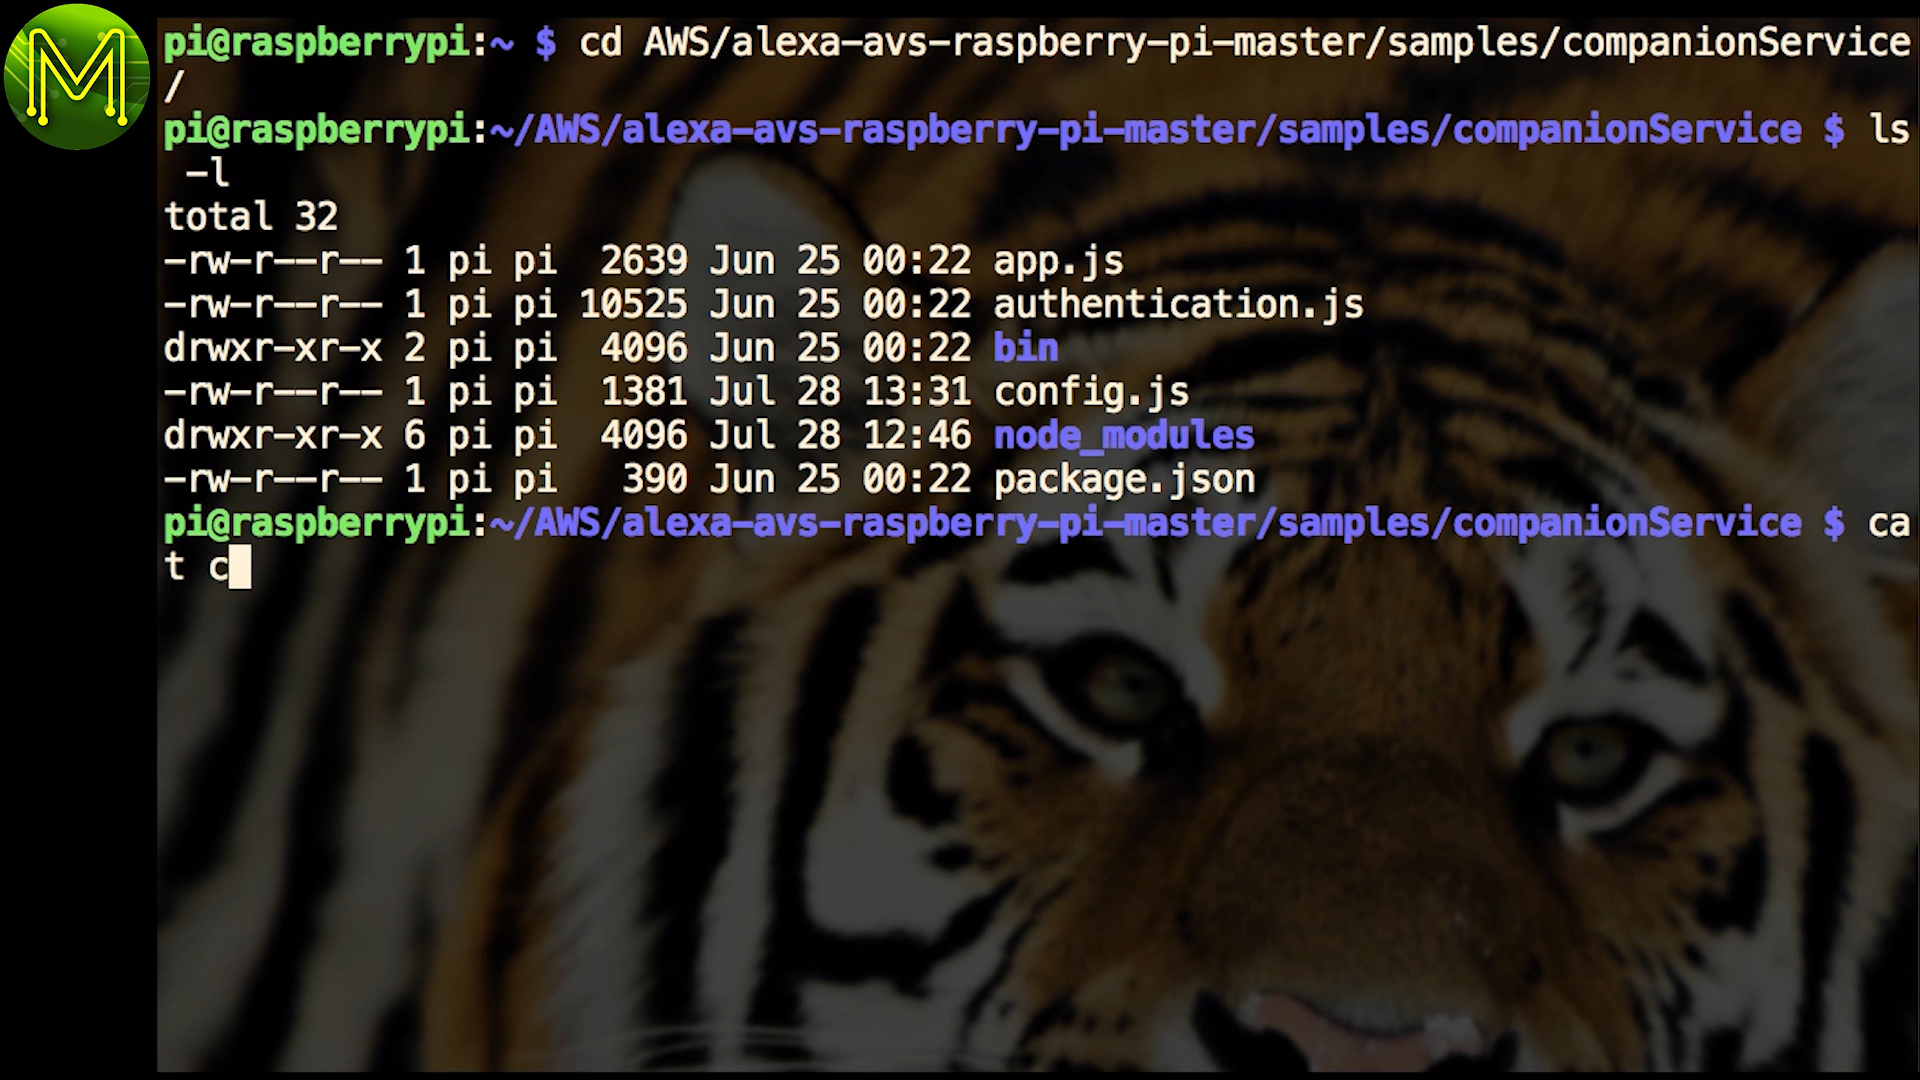 M
pi@raspberrypi:~ $ cd AWS/alexa-avs-raspberry-pi-master/samples/companionService
/
pi@raspberrypi:~/AWS/alexa-avs-raspberry-pi-master/samples/companionService $ ls
 -l
total 32
-rw-r--r-- 1 pi pi  2639 Jun 25 00:22 app.js
-rw-r--r-- 1 pi pi 10525 Jun 25 00:22 authentication.js
drwxr-xr-x 2 pi pi  4096 Jun 25 00:22 bin
-rw-r--r-- 1 pi pi  1381 Jul 28 13:31 config.js
drwxr-xr-x 6 pi pi  4096 Jul 28 12:46 node_modules
-rw-r--r-- 1 pi pi   390 Jun 25 00:22 package.json
pi@raspberrypi:~/AWS/alexa-avs-raspberry-pi-master/samples/companionService $ ca
t c